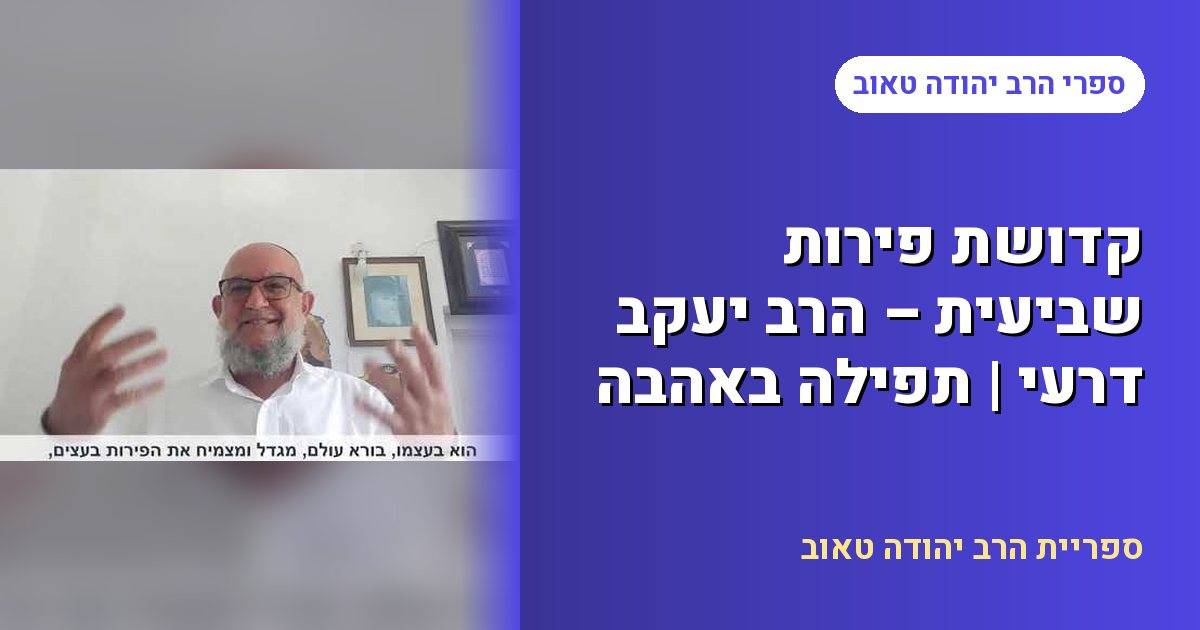 ספרי הרב יהודה טאוב
קדושת פירות
שביעית – הרב יעקב
דרעי | תפילה באהבה
הוא בעצמו, בורא עולם, מגדל ומצמיח את הפירות בעצים,
ספריית הרב יהודה טאוב